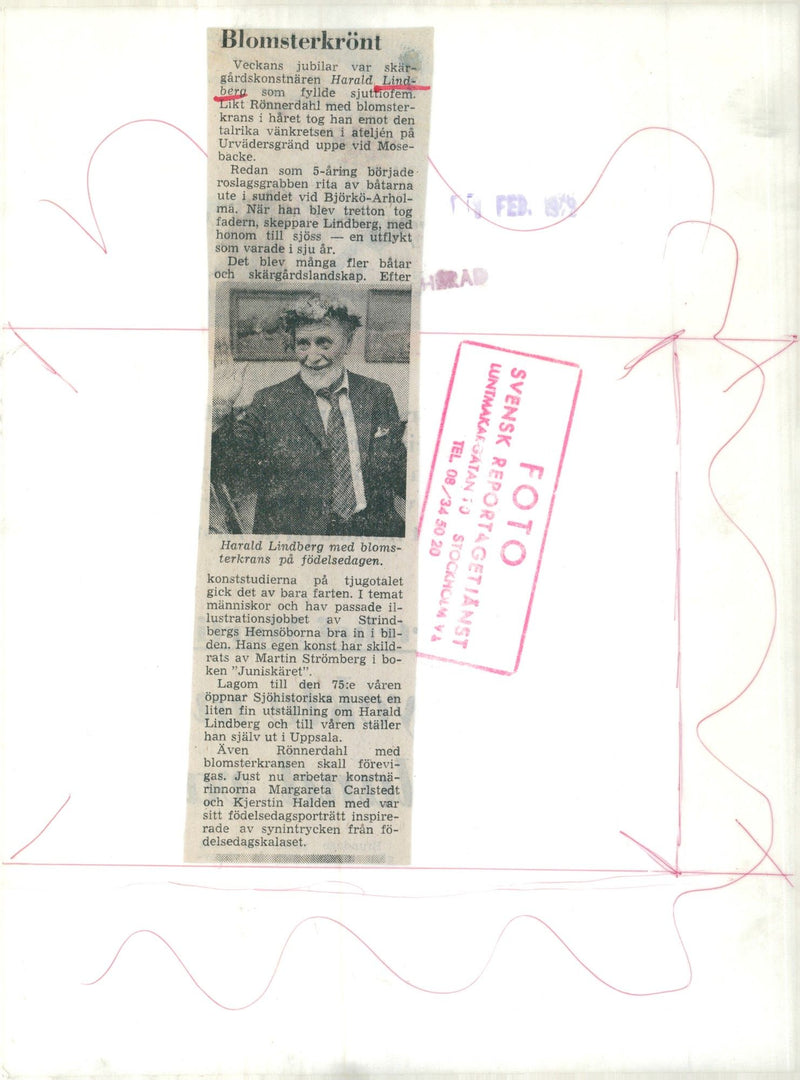 Blomsterkrönt
Veckans jubilar var skär-
gårdskonstnären Harald Lind-
berg som fyllde sjuttiofem.
Likt Rönnerdahl med blomster-
krans i håret tog han emot den
talrika vänkretsen i ateljén på
Urvädersgränd uppe vid Mose-
backe.
Redan som 5-åring började
roslagsgrabben rita av båtarna
ute i sundet vid Björkö-Arhol-
ma. När han blev tretton tog
fadern, skeppare Lindberg, med
honom till sjöss — en utflykt
som varade i sju år.
Det blev många fler båtar
och skärgårdslandskap. Efter
Harald Lindberg med bloms-
terkrans på födelsedagen.
konststudierna på tjugotalet
gick det av bara farten. I temat
människor och hav passade il-
lustrationsjobbet av Strind-
bergs Hemsöborna bra in i bil-
den. Hans egen konst har skild-
rats av Martin Strömberg i bo-
ken "Juniskäret".
Lagom till den 75:e våren
öppnar Sjöhistoriska museet en
liten fin utställning om Harald
Lindberg och till våren ställer
han själv ut i Uppsala.
Även Rönnerdahl med
blomsterkransen skall förevi-
gas. Just nu arbetar konstnä-
rinnorna Margareta Carlstedt
och Kjerstin Halden med var
sitt födelsedagsporträtt inspire-
rade av synintrycken från fö-
delsedagskalaset.
FEB. 1979
FOTO
SVENSK REPORTAGETJÄNST
LUNTMAKARGATAN 10 STOCKHOLM VA
TEL. 08/34 50 20